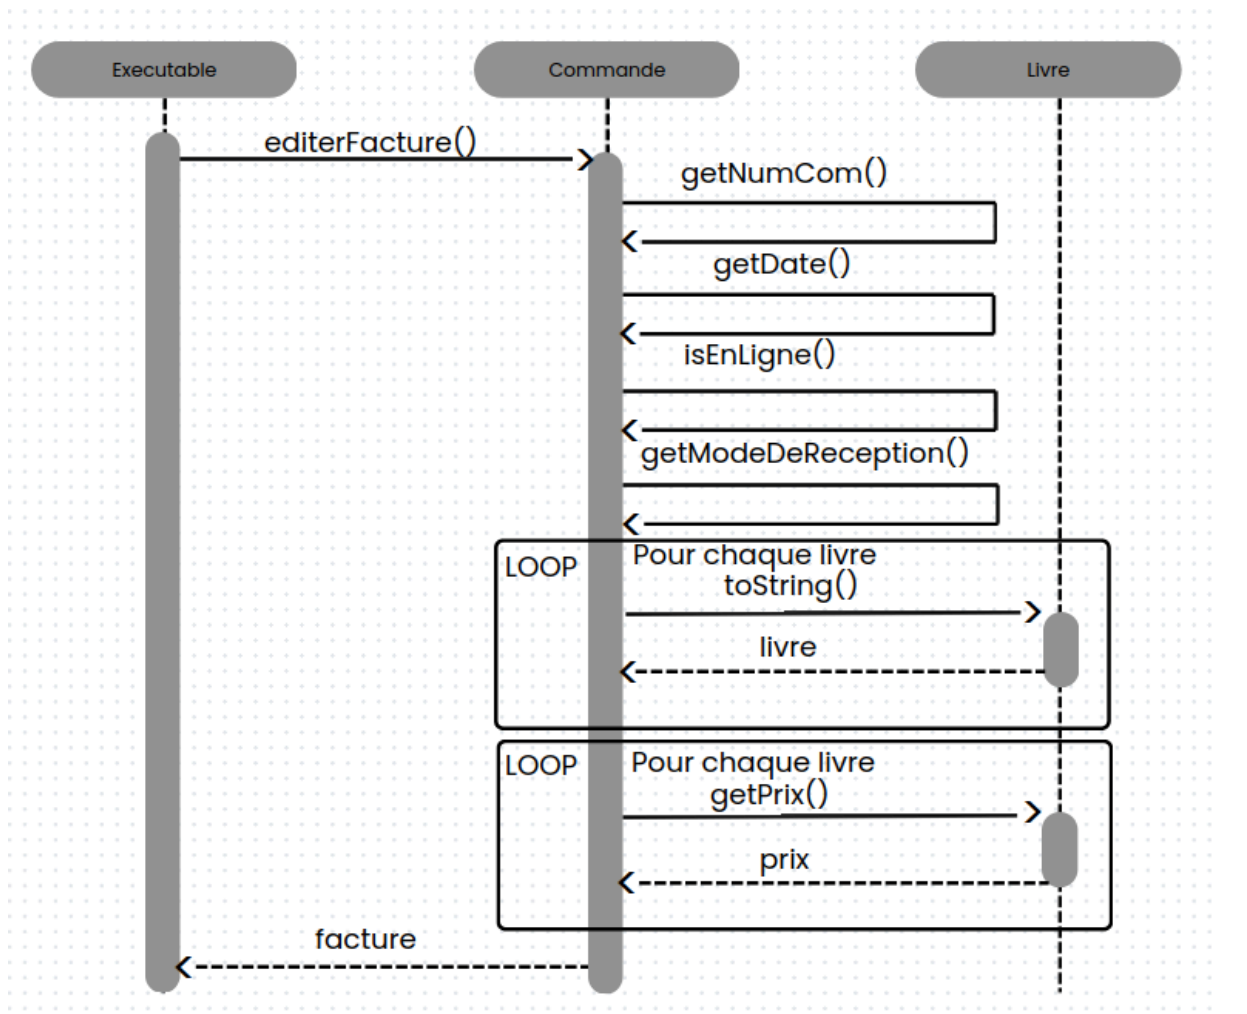 Executable
Commande
Livre
editerFacture()
getNumCom()
getDate()
isEnLigne()
getModeDeReception()
LOOP
Pour chaque livre
toString()
livre
LOOP
Pour chaque livre
getPrix()
prix
facture